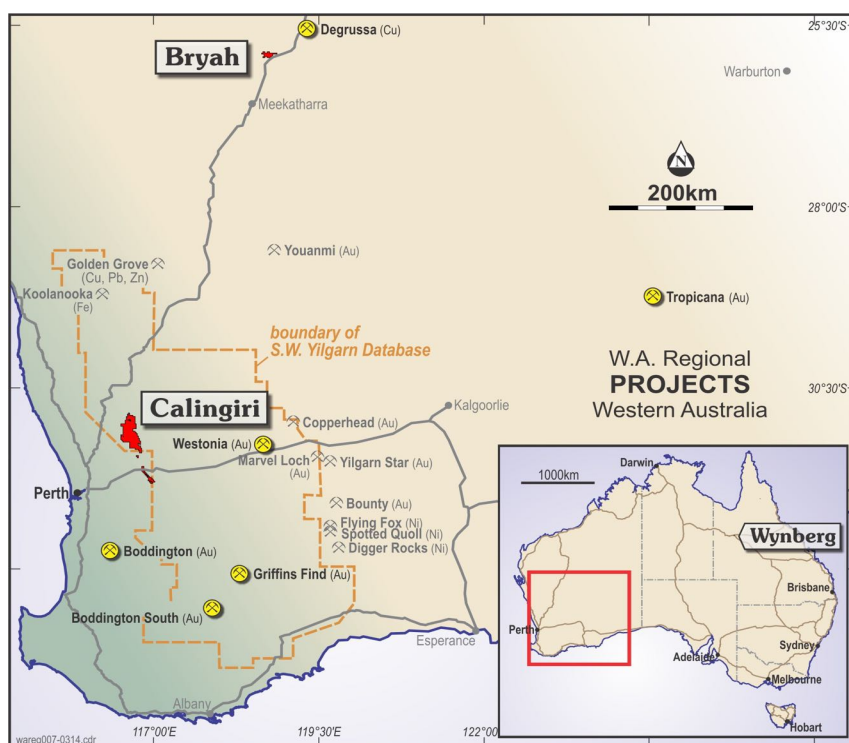 Degrussa (Cu)
25°30'S
Bryah
Warburton
Meekatharra
N
200km
28°00'S
Youanmi (Au)
Golden Grove
(Cu, Pb, Zn)
Koolanooka
(Fe)
Tropicana (Au)
boundary of
S.W. Yilgarn Database
W.A. Regional
PROJECTS
Western Australia
30°30'S
Calingiri
Kalgoorlie
Copperhead (Au)
Westonia (Au)
Marvel Loch
(Au)
Yilgarn Star (Au)
Perth
Bounty (Au)
Flying Fox (Ni)
Spotted Quoll (Ni)
Digger Rocks (Ni)
Boddington (Au)
Griffins Find (Au)
Boddington South (Au)
Esperance
Albany
117°00'E
119°30'E
122°00'E
wareg007-0314.cdr
1000km
Darwin
Wynberg
Brisbane
Perth
Sydney
Adelaide
Melbourne
Hobart